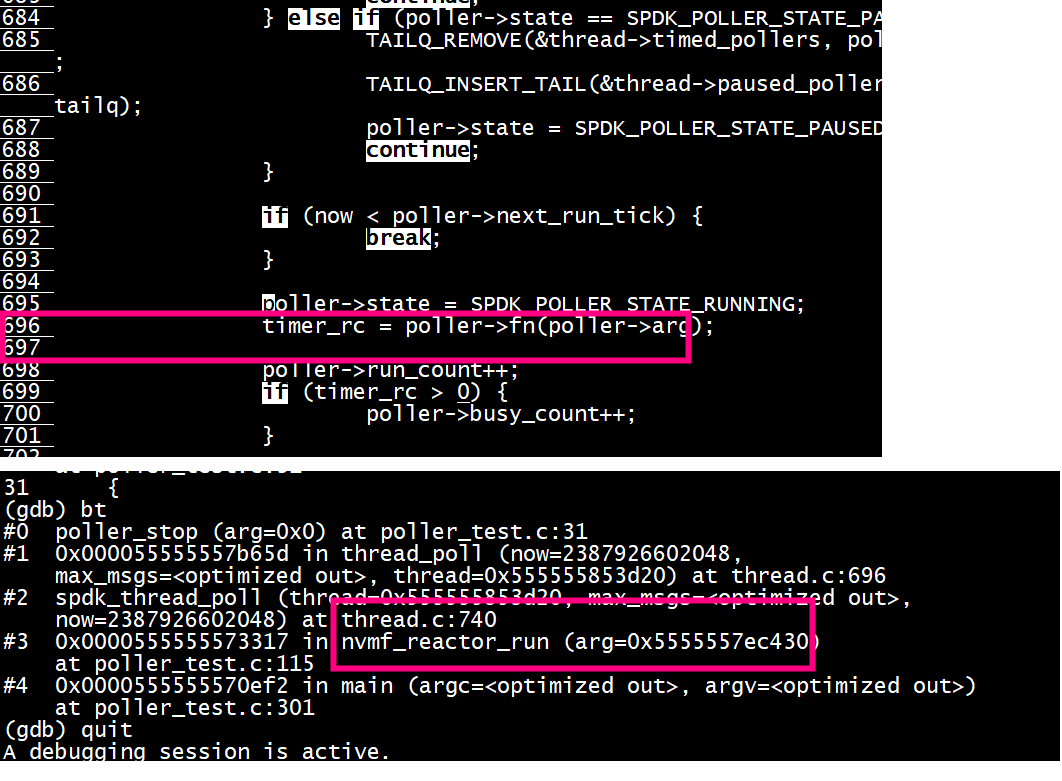 continue;
684 } else if (poller->state == SPDK_POLLER_STATE_PA
685 TAILQ_REMOVE(&thread->timed_pollers, pol
;
686 TAILQ_INSERT_TAIL(&thread->paused_poller
tailq);
687 poller->state = SPDK_POLLER_STATE_PAUSED
688 continue;
689 }
690
691 if (now < poller->next_run_tick) {
692 break;
693 }
694
695 poller->state = SPDK_POLLER_STATE_RUNNING;
696 timer_rc = poller->fn(poller->arg);
697
698 poller->run_count++;
699 if (timer_rc > 0) {
700 poller->busy_count++;
701 }
702
31 {
(gdb) bt
#0 poller_stop (arg=0x0) at poller_test.c:31
#1 0x000055555557b65d in thread_poll (now=2387926602048,
max_msgs=<optimized out>, thread=0x555555853d20) at thread.c:696
#2 spdk_thread_poll (thread=0x555555853d20, max_msgs=<optimized out>,
now=2387926602048) at thread.c:740
#3 0x0000555555573317 in nvmf_reactor_run (arg=0x5555557ec430)
at poller_test.c:115
#4 0x0000555555570ef2 in main (argc=<optimized out>, argv=<optimized out>)
at poller_test.c:301
(gdb) quit
A debugging session is active.